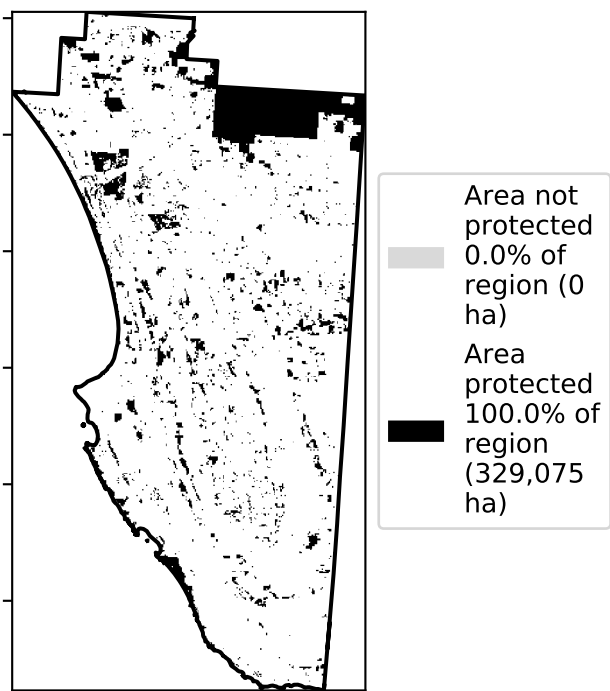 Area not
protected
0.0% of
region (0
ha)
Area
protected
100.0% of
region
(329,075
ha)